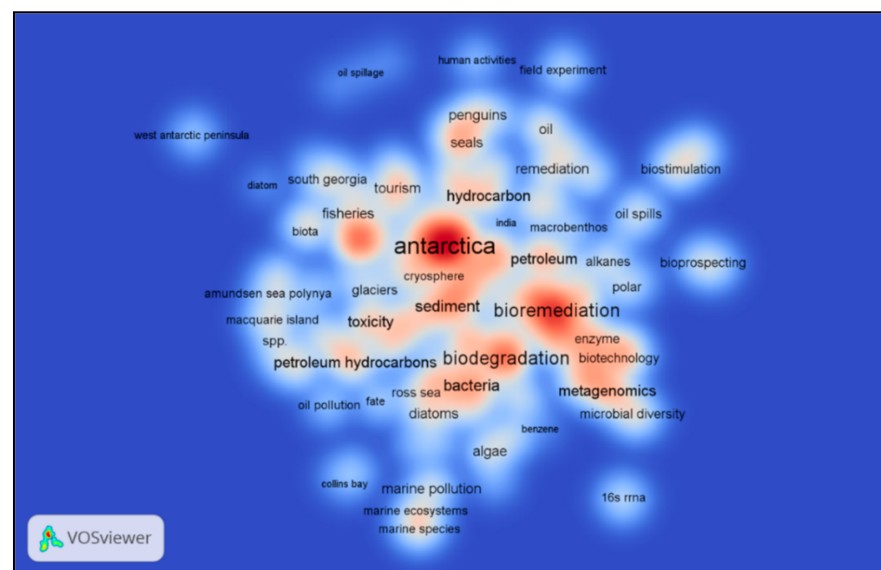 oil spillage
human activities
field experiment
west antarctic peninsula
penguins
seals
oil
remediation
biostimulation
diatom
south georgia
tourism
hydrocarbon
fisheries
biota
india
macrobenthos
oil spills
antarctica
cryosphere
petroleum
alkanes
bioprospecting
amundsen sea polynya
glaciers
polar
macquarie island
toxicity
sediment
bioremediation
spp.
enzyme
petroleum hydrocarbons
biodegradation
biotechnology
oil pollution
fate
ross sea
bacteria
metagenomics
diatoms
microbial diversity
benzene
algae
collins bay
marine pollution
16s rrna
marine ecosystems
marine species
VOSviewer